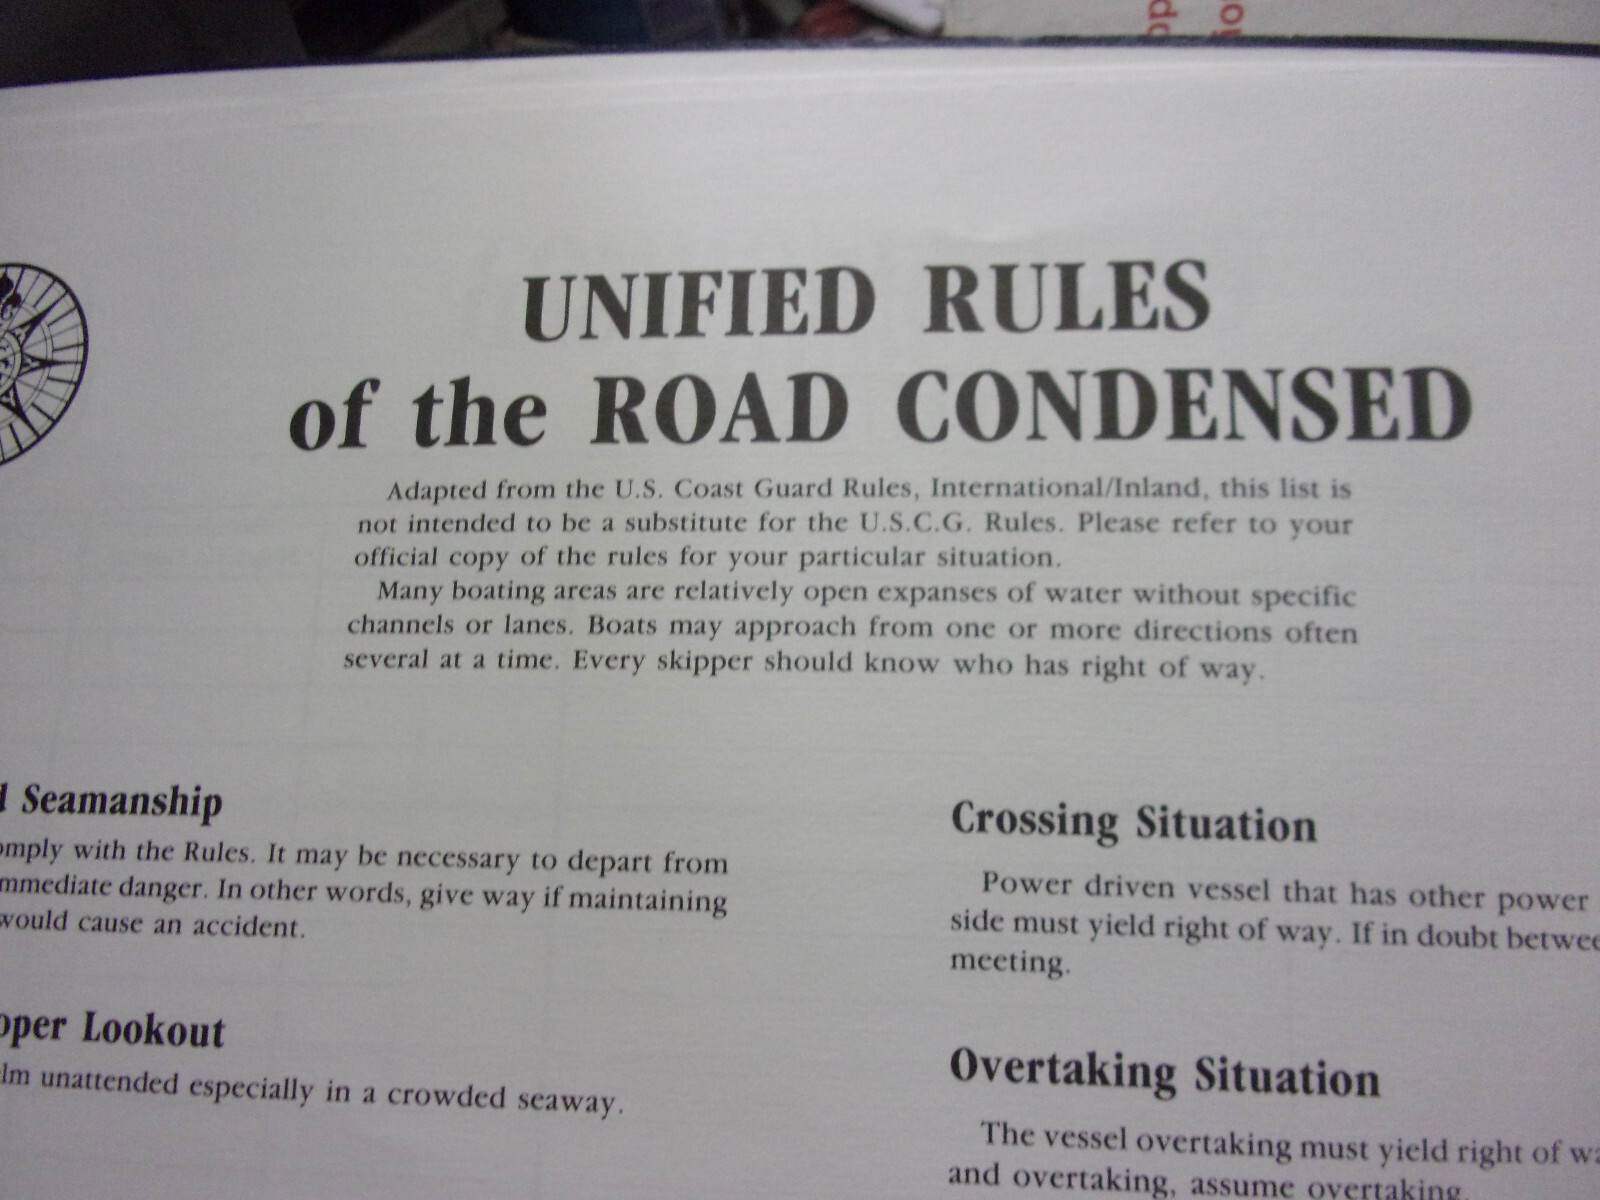 UNIFIED RULES
of the ROAD CONDENSED
Adapted from the U.S. Coast Guard Rules, International/Inland, this list is
not intended to be a substitute for the U.S.C.G. Rules. Please refer to your
official copy of the rules for your particular situation.
Many boating areas are relatively open expanses of water without specific
channels or lanes. Boats may approach from one or more directions often
several at a time. Every skipper should know who has right of way.
Seamanship
with the Rules. It may be necessary to depart from
danger. In other words, give way if maintaining
would cause an accident.
Lookout
unattended especially in a crowded seaway.
Crossing Situation
Power driven vessel that has other power
side must yield right of way. If in doubt
meeting.
Overtaking Situation
The vessel overtaking must yield right of
and overtaking, assume overtaking.